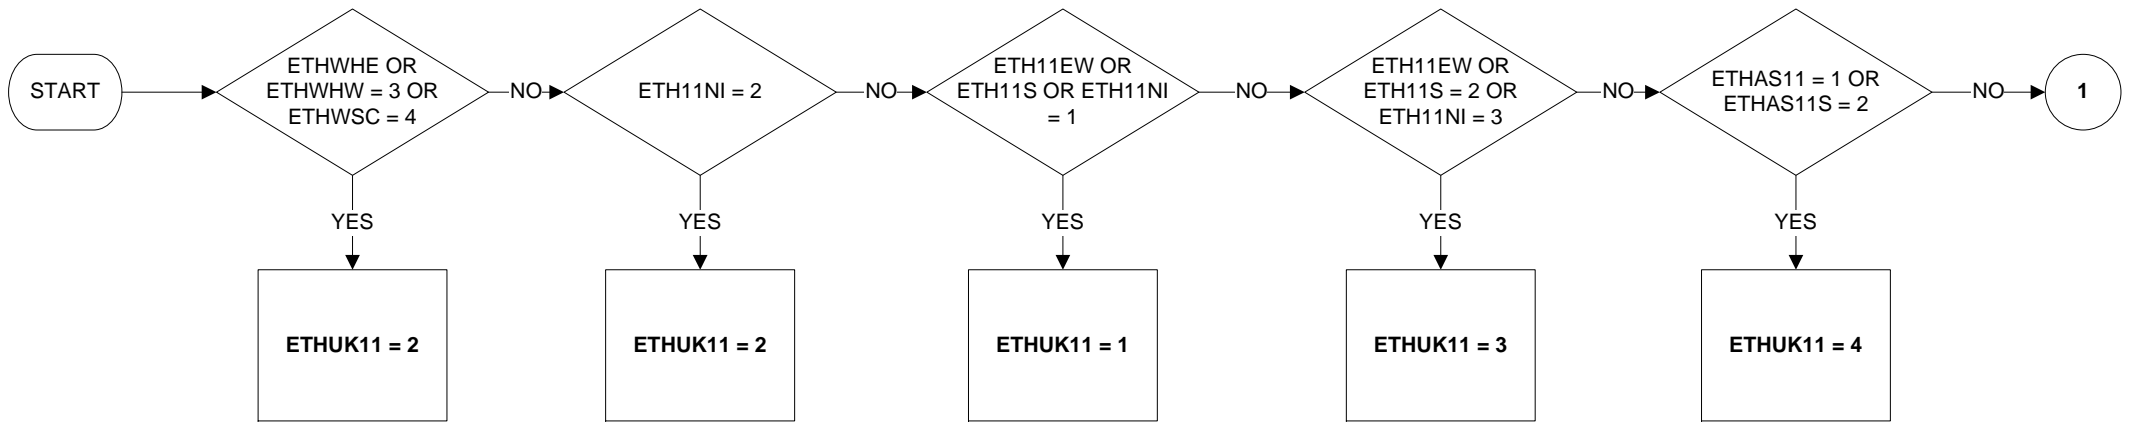 START
ETHWHE OR
ETHWHW = 3 OR
ETHWSC = 4
NO
ETH11NI = 2
NO
ETH11EW OR
ETH11S OR ETH11NI
= 1
NO
ETH11EW OR
ETH11S = 2 OR
ETH11NI = 3
NO
ETHAS11 = 1 OR
ETHAS11S = 2
NO
1
YES
YES
YES
YES
YES
ETHUK11 = 2
ETHUK11 = 2
ETHUK11 = 1
ETHUK11 = 3
ETHUK11 = 4